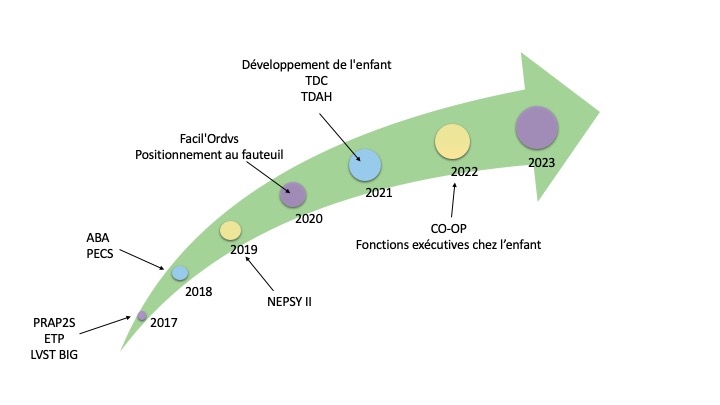 Développement de l'enfant
TDC
TDAH
Facil'Ordvs
Positionnement au fauteuil
2023
2022
2021
2020
CO-OP
Fonctions exécutives chez l’enfant
ABA
PECS
2019
2018
NEPSY II
PRAP2S
ETP
LVST BIG
2017